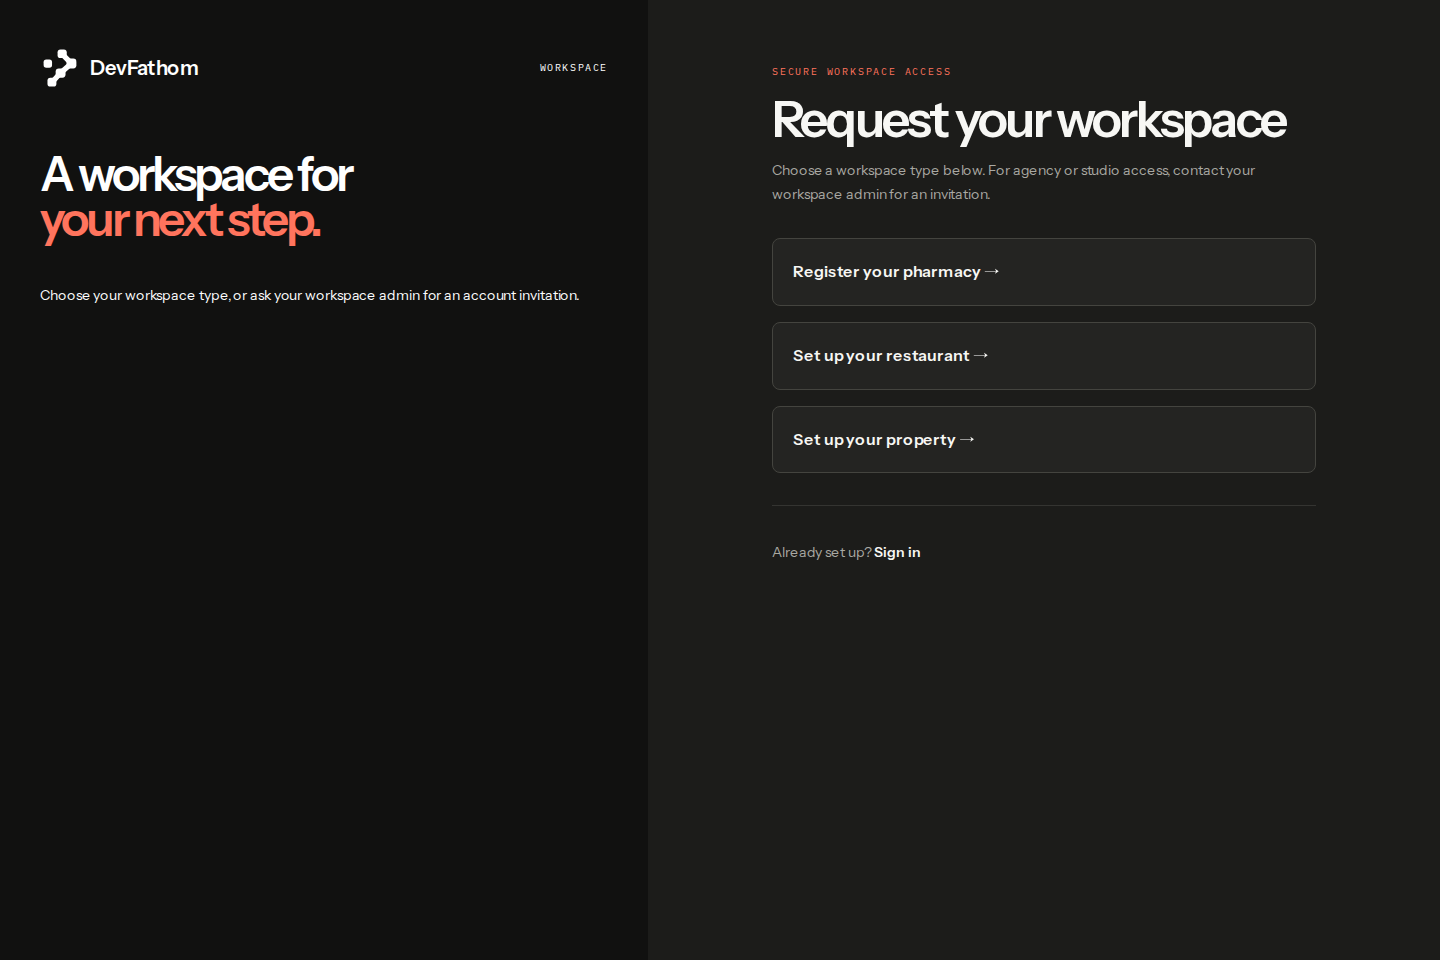 DevFathom
WORKSPACE
A workspace for
your next step.
Choose your workspace type, or ask your workspace admin for an account invitation.
SECURE WORKSPACE ACCESS
Request your workspace
Choose a workspace type below. For agency or studio access, contact your
workspace admin for an invitation.
Register your pharmacy →
Set up your restaurant →
Set up your property →
Already set up? Sign in